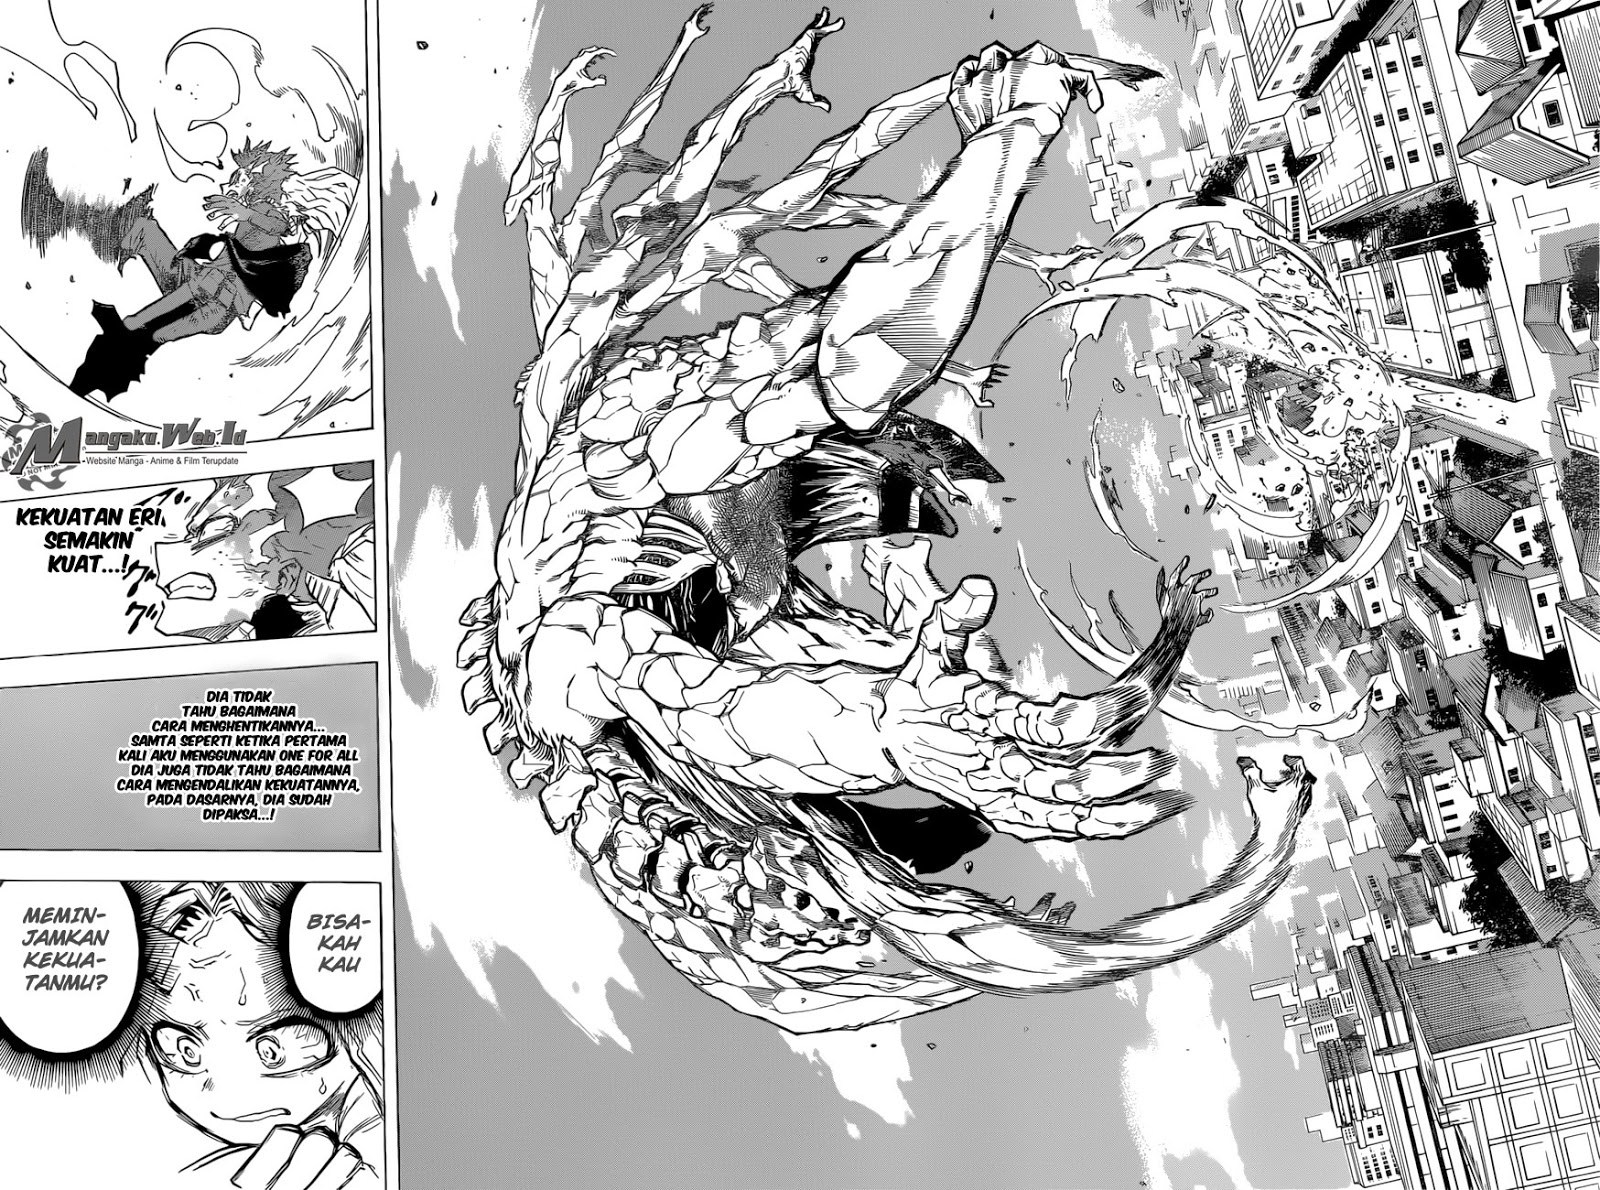 Mangaku.Web.Id
Website Manga - Anime & Film Terupdate
KEKUATAN ERI
SEMAKIN
KUAT...!
DIA TIDAK
TAHU BAGAIMANA
CARA MENGHENTIKANNYA...
SAMTA SEPERTI KETIKA PERTAMA
KALI AKU MENGGUNAKAN ONE FOR ALL
DIA JUGA TIDAK TAHU BAGAIMANA
CARA MENGENDALIKAN KEKUATANNYA,
PADA DASARNYA, DIA SUDAH
DIPAKSA...!
BISA-
KAH
KAU
MEMIN-
JAMKAN
KEKUA-
TANMU?